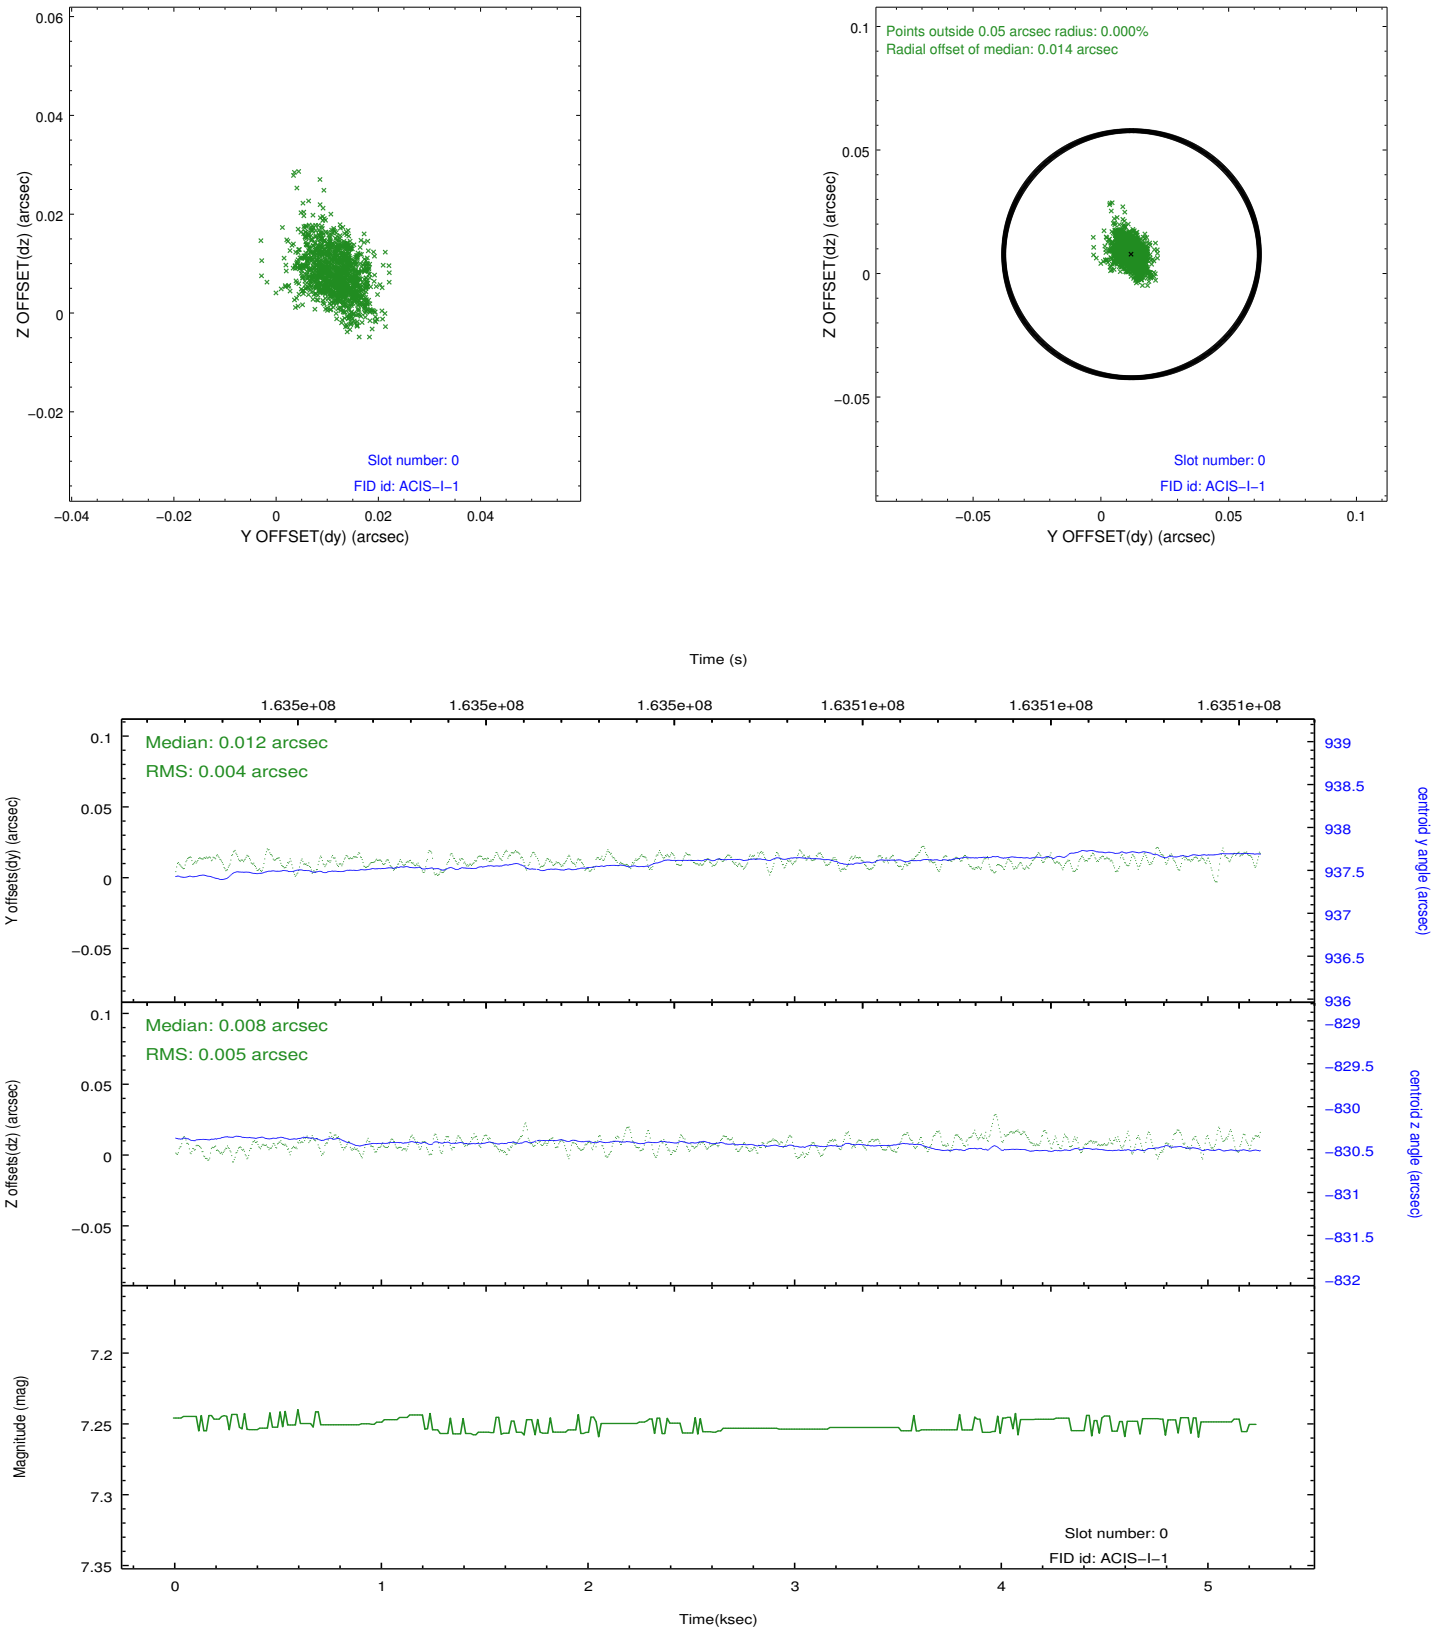 0.06
0.04
0.02
0
−0.02
Z OFFSET(dz) (arcsec)
Slot number: 0
FID id: ACIS−I−1
−0.04 −0.02 0 0.02 0.04
Y OFFSET(dy) (arcsec)
Points outside 0.05 arcsec radius: 0.000%
Radial offset of median: 0.014 arcsec
0.1
0.05
0
−0.05
Z OFFSET(dz) (arcsec)
Slot number: 0
FID id: ACIS−I−1
−0.05 0 0.05 0.1
Y OFFSET(dy) (arcsec)
Time (s)
1.635e+08 1.635e+08 1.635e+08 1.6351e+08 1.6351e+08 1.6351e+08
Median: 0.012 arcsec
RMS: 0.004 arcsec
0.1
0.05
0
−0.05
Y offsets(dy) (arcsec)
939
938.5
938
937.5
937
936.5
936
centroid y angle (arcsec)
Median: 0.008 arcsec
RMS: 0.005 arcsec
0.1
0.05
0
−0.05
Z offsets(dz) (arcsec)
−829
−829.5
−830
−830.5
−831
−831.5
−832
centroid z angle (arcsec)
7.2
7.25
7.3
7.35
Magnitude (mag)
Slot number: 0
FID id: ACIS−I−1
0 1 2 3 4 5
Time(ksec)